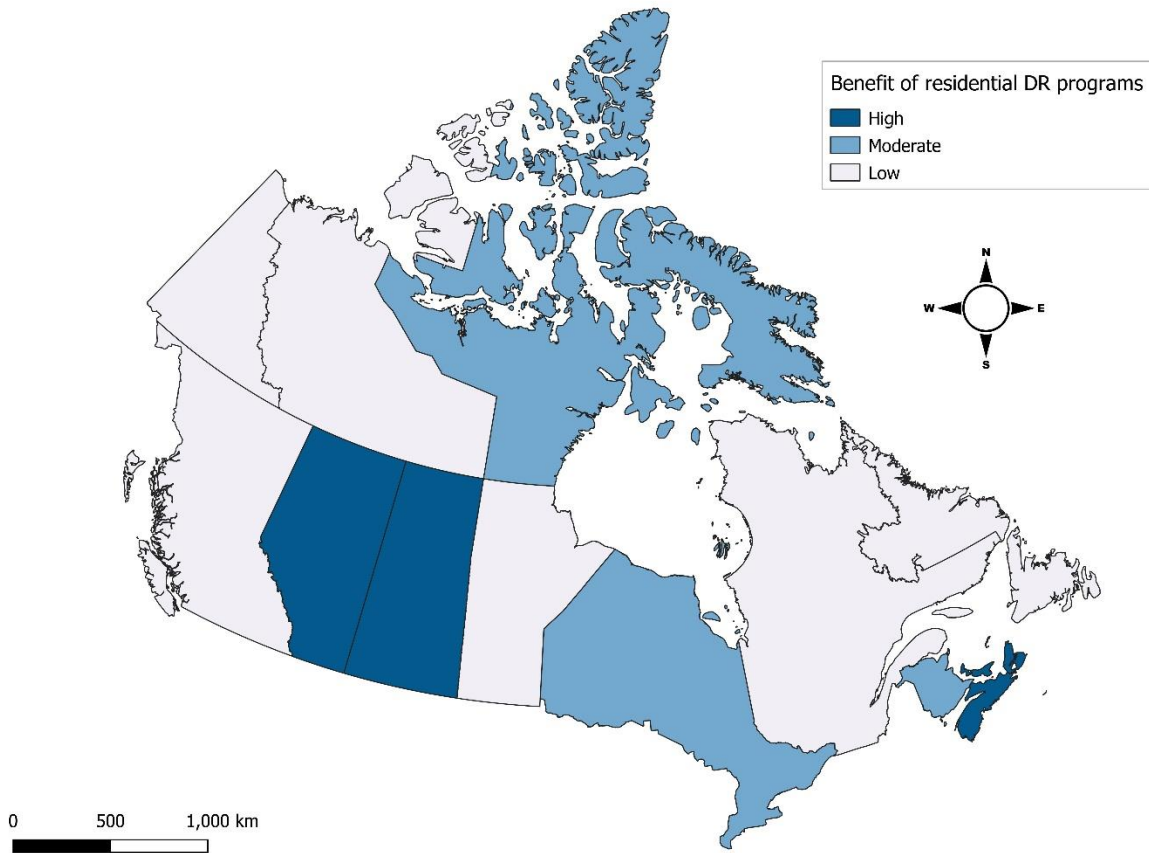 Benefit of residential DR programs
High
Moderate
Low
N
W E
S
0 500 1,000 km